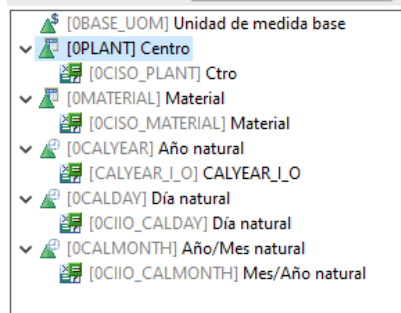 [0BASE_UOM] Unidad de medida base
[0PLANT] Centro
[0CISO_PLANT] Ctro
[0MATERIAL] Material
[0CISO_MATERIAL] Material
[0CALYEAR] Año natural
[CALYEAR_I_O] CALYEAR_I_O
[0CALDAY] Día natural
[0CIIO_CALDAY] Día natural
[0CALMONTH] Año/Mes natural
[0CIIO_CALMONTH] Mes/Año natural